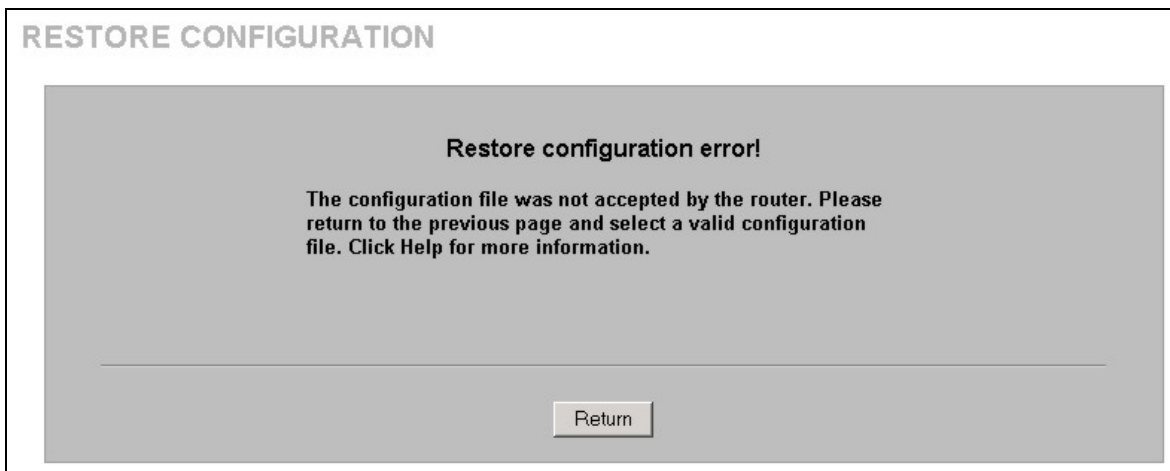 RESTORE CONFIGURATION
Restore configuration error!
The configuration file was not accepted by the router. Please
return to the previous page and select a valid configuration
file. Click Help for more information.
Return